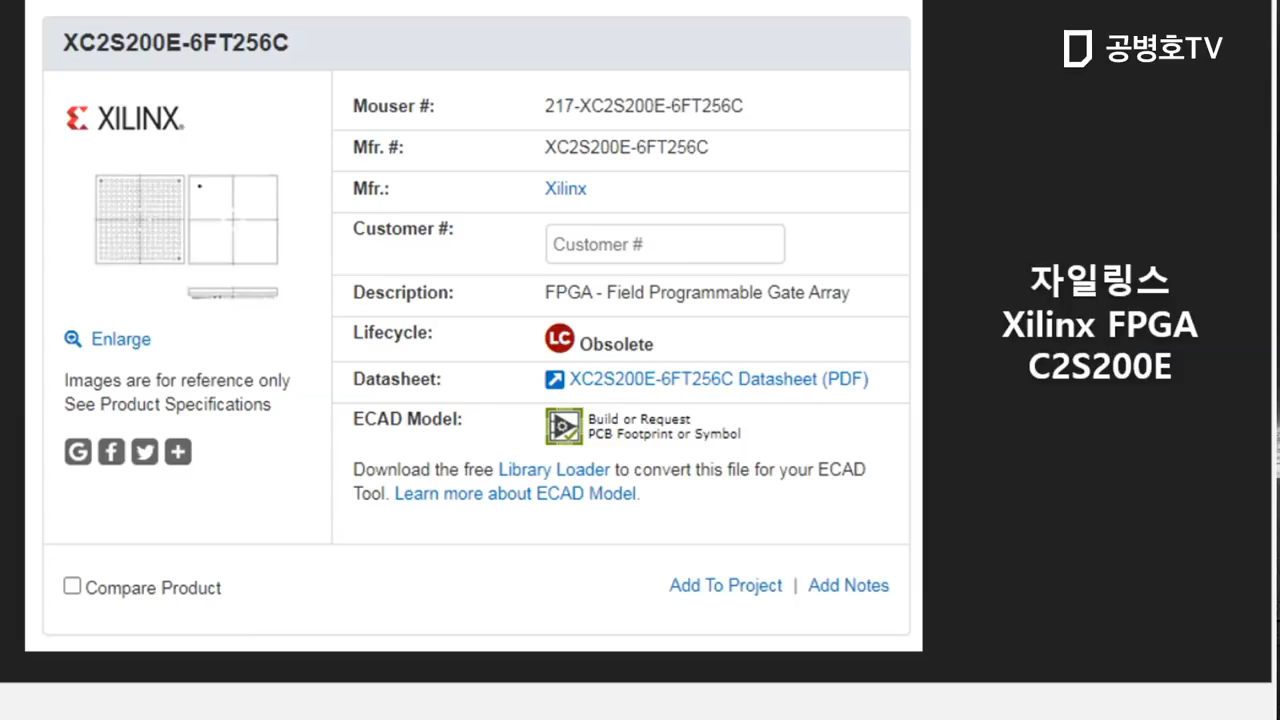 XC2S200E-6FT256C
공병호TV
XILINX
Mouser #: 217-XC2S200E-6FT256C
Mfr. #: XC2S200E-6FT256C
Mfr.: Xilinx
Customer #: Customer #
Description: FPGA - Field Programmable Gate Array
Lifecycle: LC Obsolete
Datasheet: XC2S200E-6FT256C Datasheet (PDF)
ECAD Model: Build or Request
PCB Footprint or Symbol
Download the free Library Loader to convert this file for your ECAD
Tool. Learn more about ECAD Model.
Enlarge
Images are for reference only
See Product Specifications
Compare Product
Add To Project | Add Notes
자일링스
Xilinx FPGA
C2S200E